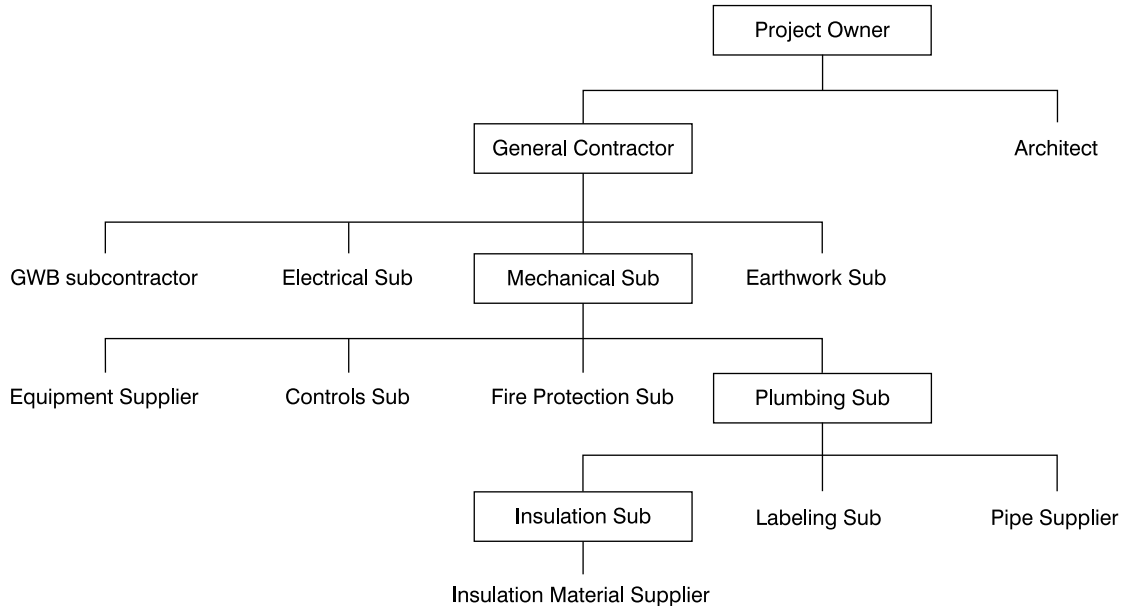 Project Owner
General Contractor
Architect
GWB subcontractor
Electrical Sub
Mechanical Sub
Earthwork Sub
Equipment Supplier
Controls Sub
Fire Protection Sub
Plumbing Sub
Insulation Sub
Labeling Sub
Pipe Supplier
Insulation Material Supplier